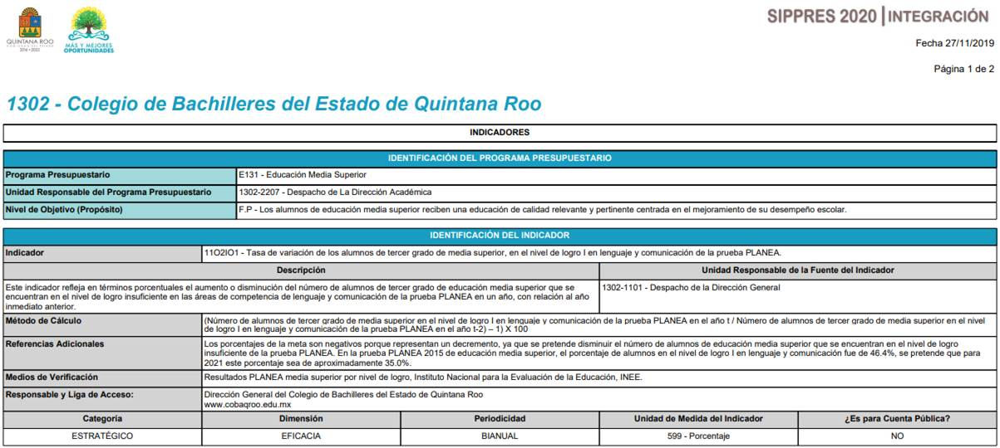 SIPPRES 2020 | INTEGRACIÓN
QUINTANA ROO
2016 • 2022
MÁS Y MEJORES
OPORTUNIDADES
Fecha 27/11/2019
Página 1 de 2
1302 - Colegio de Bachilleres del Estado de Quintana Roo
INDICADORES
IDENTIFICACIÓN DEL PROGRAMA PRESUPUESTARIO
Programa Presupuestario E131 - Educación Media Superior
Unidad Responsable del Programa Presupuestario 1302-2207 - Despacho de La Dirección Académica
Nivel de Objetivo (Propósito) F.P - Los alumnos de educación media superior reciben una educación de calidad relevante y pertinente centrada en el mejoramiento de su desempeño escolar.
IDENTIFICACIÓN DEL INDICADOR
Indicador 11O2IO1 - Tasa de variación de los alumnos de tercer grado de media superior, en el nivel de logro I en lenguaje y comunicación de la prueba PLANEA.
Descripción Unidad Responsable de la Fuente del Indicador
Este indicador refleja en términos porcentuales el aumento o disminución del número de alumnos de tercer grado de educación media superior que se
encuentran en el nivel de logro insuficiente en las áreas de competencia de lenguaje y comunicación de la prueba PLANEA en un año, con relación al año
inmediato anterior.
1302-1101 - Despacho de la Dirección General
Método de Cálculo (Número de alumnos de tercer grado de media superior en el nivel de logro I en lenguaje y comunicación de la prueba PLANEA en el año t / Número de alumnos de tercer grado de media superior en el nivel
de logro I en lenguaje y comunicación de la prueba PLANEA en el año t-2) – 1) X 100
Referencias Adicionales Los porcentajes de la meta son negativos porque representan un decremento, ya que se pretende disminuir el número de alumnos de educación media superior que se encuentran en el nivel de logro
insuficiente de la prueba PLANEA. En la prueba PLANEA 2015 de educación media superior, el porcentaje de alumnos en el nivel de logro I en lenguaje y comunicación fue de 46.4%, se pretende que para
2021 este porcentaje sea de aproximadamente 35.0%.
Medios de Verificación Resultados PLANEA media superior por nivel de logro, Instituto Nacional para la Evaluación de la Educación, INEE.
Responsable y Liga de Acceso: Dirección General del Colegio de Bachilleres del Estado de Quintana Roo
www.cobaqroo.edu.mx
Categoría Dimensión Periodicidad Unidad de Medida del Indicador ¿Es para Cuenta Pública?
ESTRATÉGICO EFICACIA BIANUAL 599 - Porcentaje NO